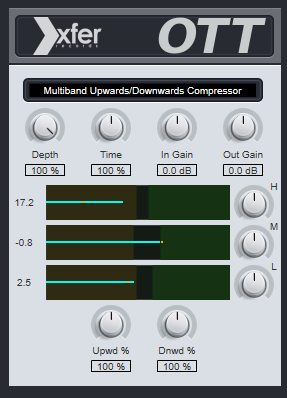 xfer
records
OTT
Multiband Upwards/Downwards Compressor
Depth Time In Gain Out Gain
100 % 100 % 0.0 dB 0.0 dB
H
17.2
M
-0.8
L
2.5
Upwd % Dnwd %
100 % 100 %